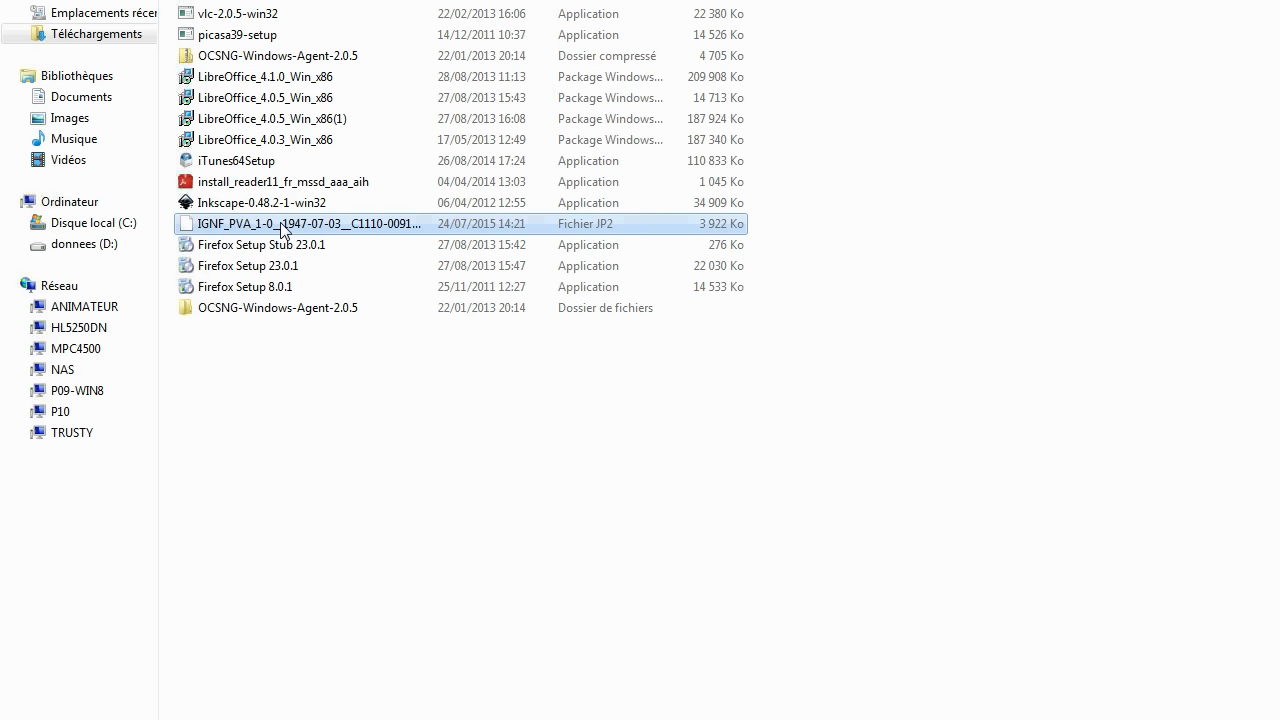 Emplacements récer
Téléchargements
Bibliothèques
Documents
Images
Musique
Vidéos
Ordinateur
Disque local (C:)
donnees (D:)
Réseau
ANIMATEUR
HL5250DN
MPC4500
NAS
P09-WIN8
P10
TRUSTY
vlc-2.0.5-win32 22/02/2013 16:06 Application 22 380 Ko
picasa39-setup 14/12/2011 10:37 Application 14 526 Ko
OCSNG-Windows-Agent-2.0.5 22/01/2013 20:14 Dossier compressé 4 705 Ko
LibreOffice_4.1.0_Win_x86 28/08/2013 11:13 Package Windows... 209 908 Ko
LibreOffice_4.0.5_Win_x86 27/08/2013 15:43 Package Windows... 14 713 Ko
LibreOffice_4.0.5_Win_x86(1) 27/08/2013 16:08 Package Windows... 187 924 Ko
LibreOffice_4.0.3_Win_x86 17/05/2013 12:49 Package Windows... 187 340 Ko
iTunes64Setup 26/08/2014 17:24 Application 110 833 Ko
install_reader11_fr_mssd_aaa_aih 04/04/2014 13:03 Application 1 045 Ko
Inkscape-0.48.2-1-win32 06/04/2012 12:55 Application 34 909 Ko
IGNF_PVA_1-0__1947-07-03__C1110-0091... 24/07/2015 14:21 Fichier JP2 3 922 Ko
Firefox Setup Stub 23.0.1 27/08/2013 15:42 Application 276 Ko
Firefox Setup 23.0.1 27/08/2013 15:47 Application 22 030 Ko
Firefox Setup 8.0.1 25/11/2011 12:27 Application 14 533 Ko
OCSNG-Windows-Agent-2.0.5 22/01/2013 20:14 Dossier de fichiers